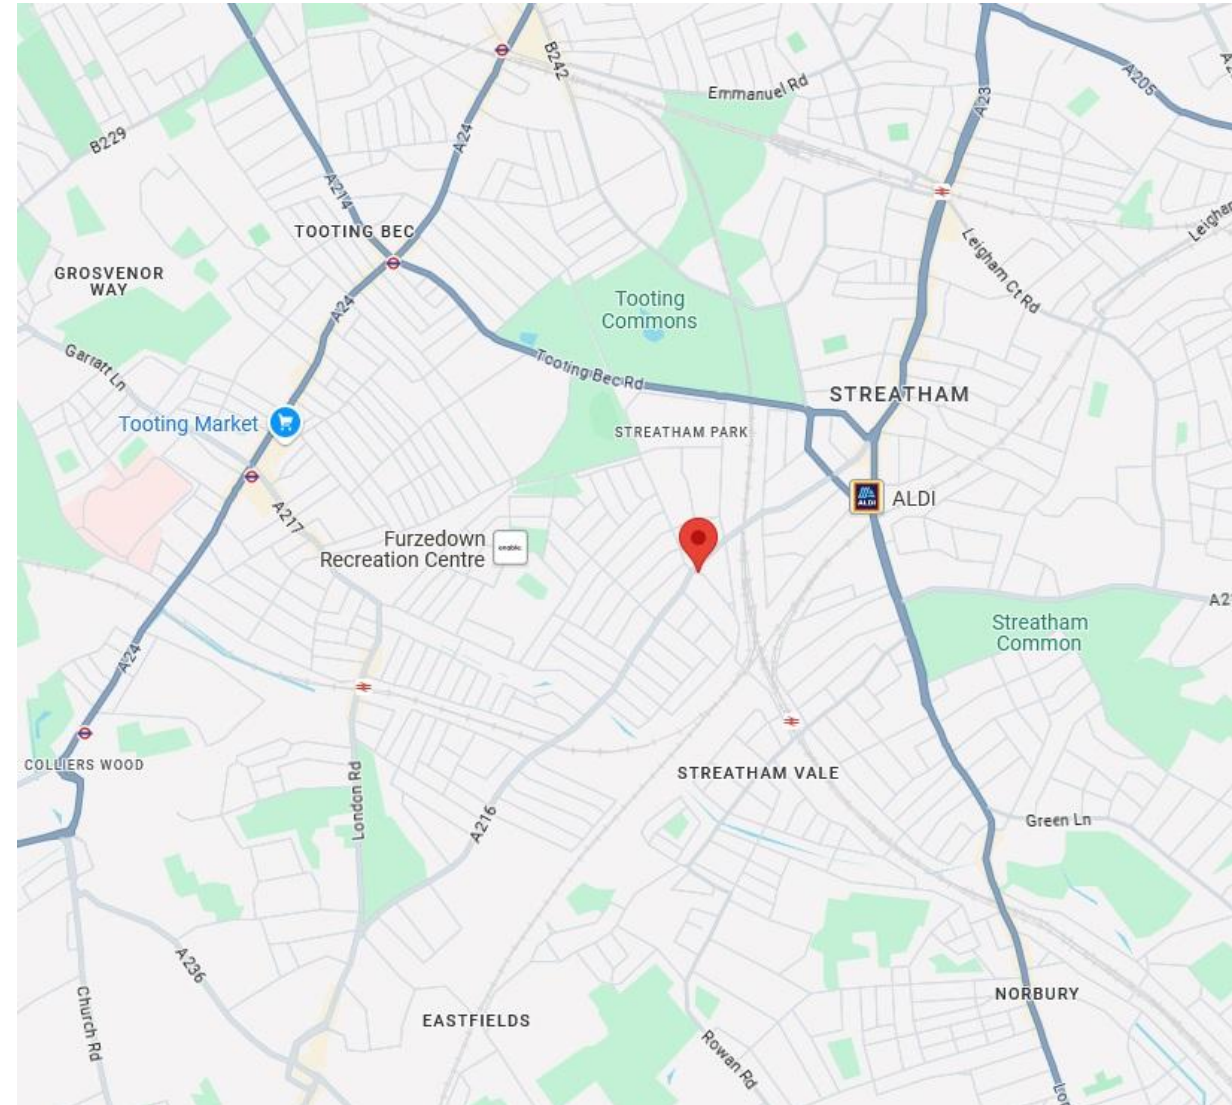 B242
Emmanuel Rd
A23
A205
B229
A24
A214
TOOTING BEC
Leigham Ct Rd
GROSVENOR
WAY
A24
Tooting
Commons
Garratt Ln
Tooting Bec Rd
STREATHAM
Tooting Market
STREATHAM PARK
ALDI
ALDI
A217
Furzedown
Recreation Centre
enable
Streatham
Common
A24
COLLIERS WOOD
STREATHAM VALE
London Rd
A216
Green Ln
A236
NORBURY
Church Rd
EASTFIELDS
Rowan Rd